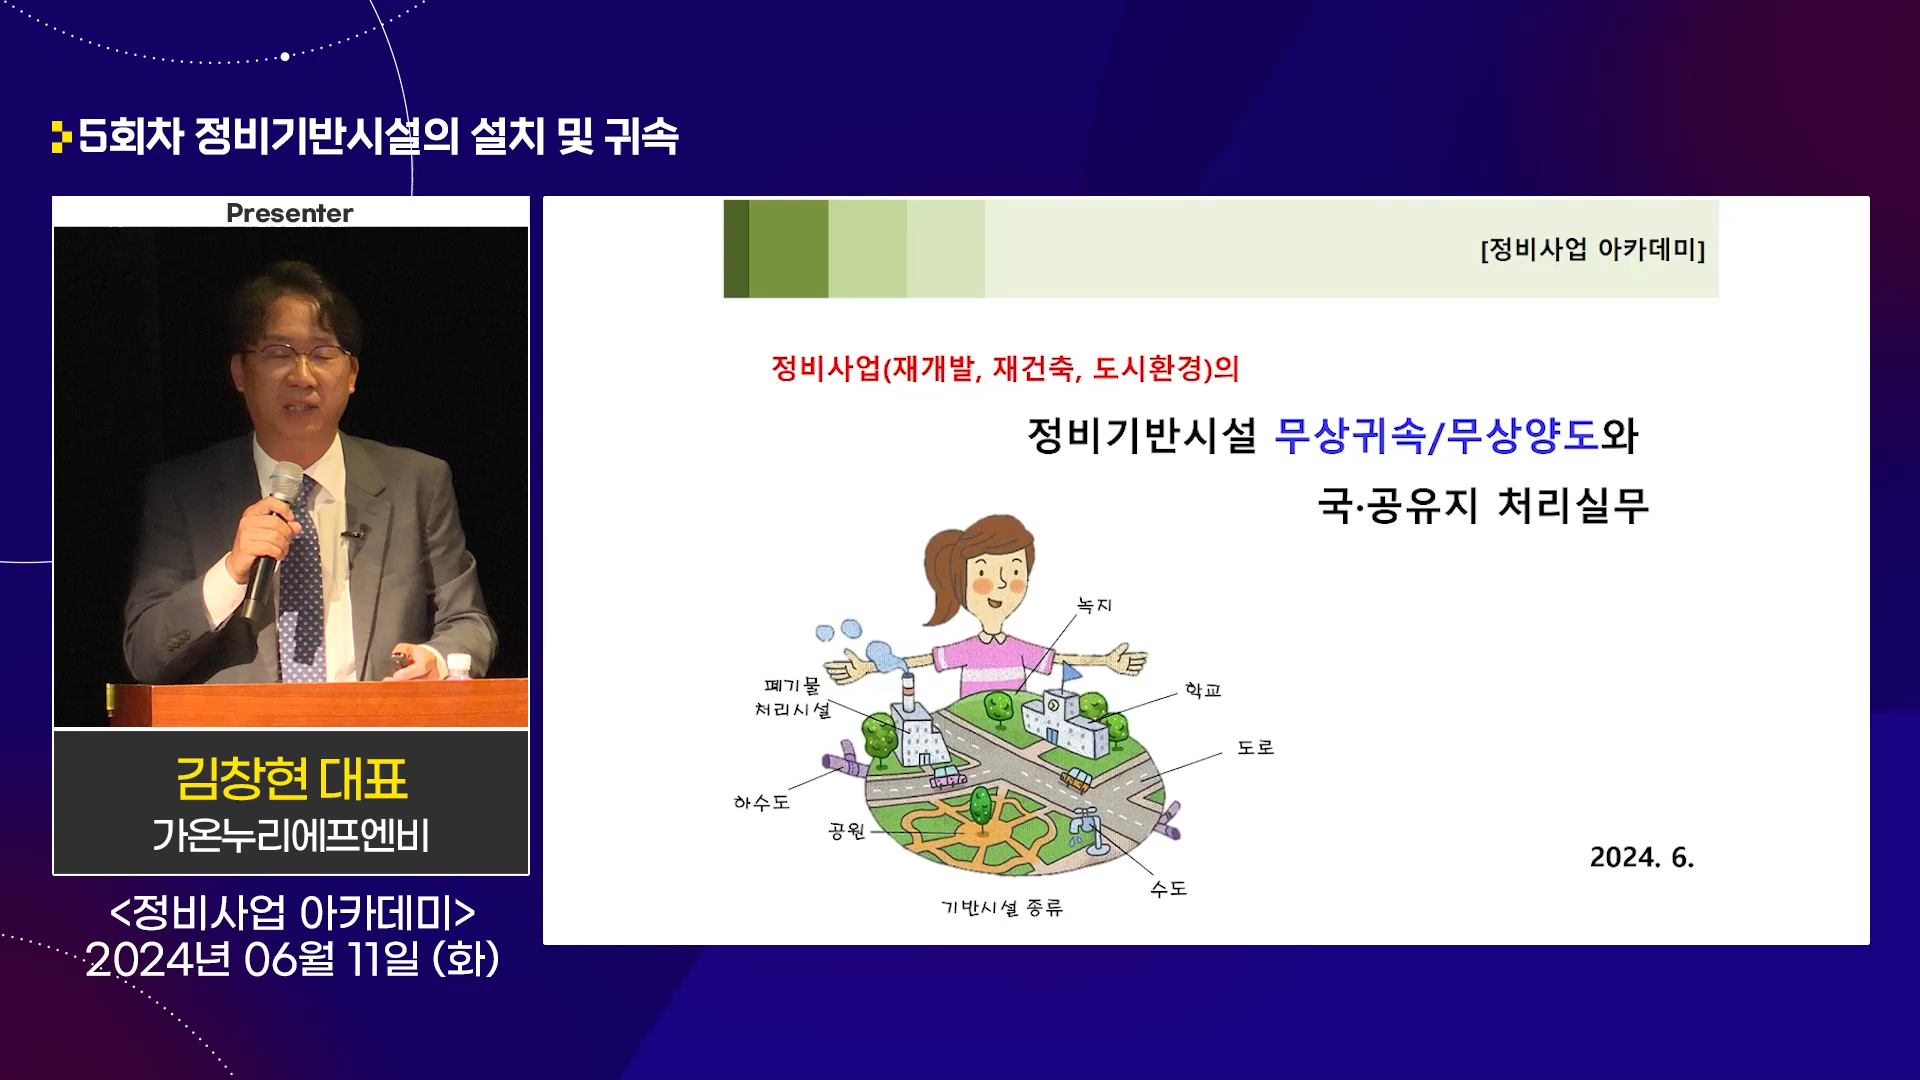 5회차 정비기반시설의 설치 및 귀속
Presenter
김창현 대표
가온누리에프엔비
<정비사업 아카데미>
2024년 06월 11일 (화)
[정비사업 아카데미]
정비사업(재개발, 재건축, 도시환경)의
정비기반시설 무상귀속/무상양도와
국·공유지 처리실무
녹지
폐기물
처리시설
학교
도로
하수도
공원
수도
기반시설 종류
2024. 6.